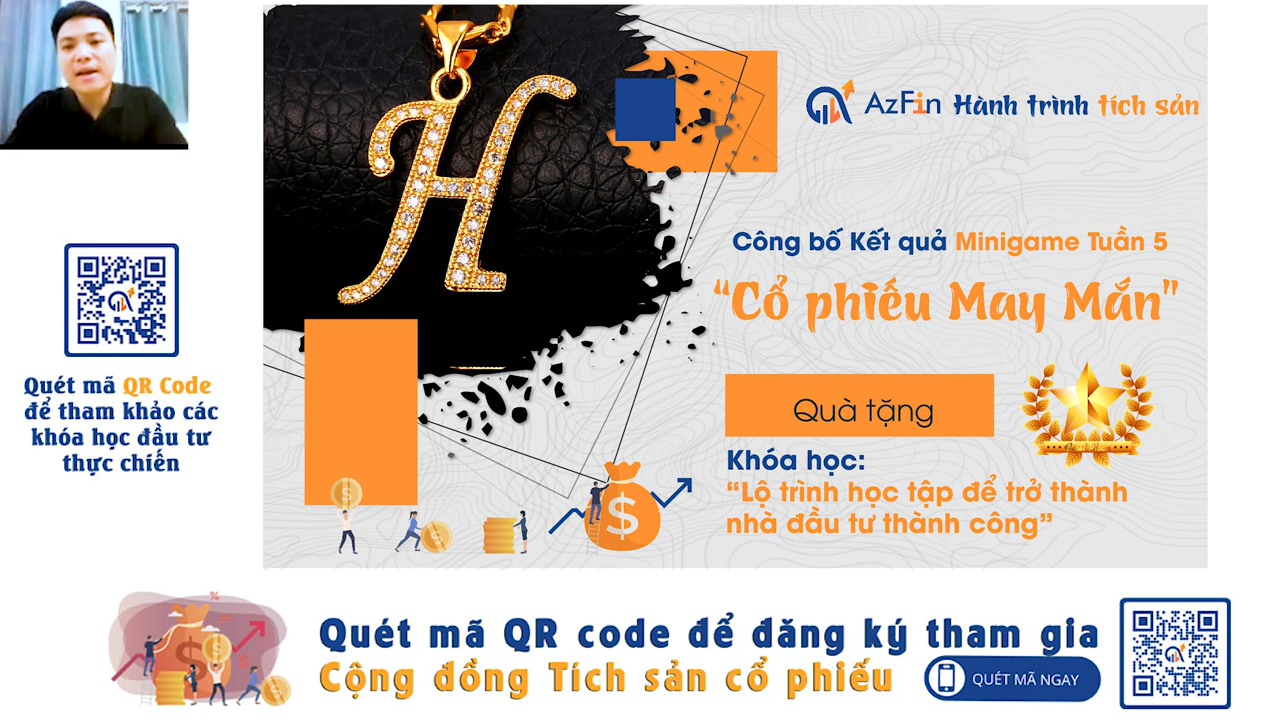 AzFin Hành trình tích sản
Công bố Kết quả Minigame Tuần 5
“Cổ phiếu May Mắn”
Quà tặng
Khóa học:
“Lộ trình học tập để trở thành
nhà đầu tư thành công”
Quét mã QR Code
để tham khảo các
khóa học đầu tư
thực chiến
Quét mã QR code để đăng ký tham gia
Cộng đồng Tích sản cổ phiếu
QUÉT MÃ NGAY
H
$
$
$
$
%